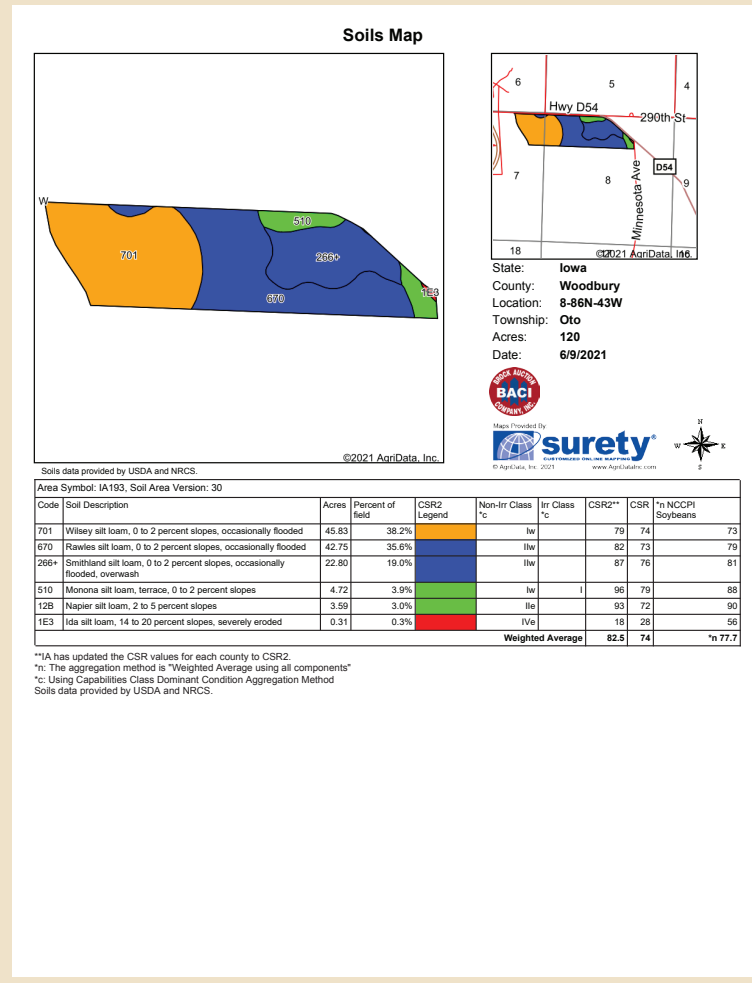 Soils Map
W
701
510
266+
670
1E3
©2021 AgriData, Inc.
6
5
4
Hwy D54
290th St
D54
7
8
9
Minnesota Ave
18
16
©2021 AgriData, Inc.
State: Iowa
County: Woodbury
Location: 8-86N-43W
Township: Oto
Acres: 120
Date: 6/9/2021
BROCK AUCTION
BACI
COMPANY, INC.
Maps Provided By
surety®
CUSTOMIZED ONLINE MAPPING
© AgriData, Inc. 2021 www.AgriDataInc.com
N
W E
S
Soils data provided by USDA and NRCS.
Area Symbol: IA193, Soil Area Version: 30
Code Soil Description Acres Percent of field CSR2 Legend Non-Irr Class *c Irr Class *c CSR2** CSR *n NCCPI Soybeans
701 Wilsey silt loam, 0 to 2 percent slopes, occasionally flooded 45.83 38.2% Iw 79 74 73
670 Rawles silt loam, 0 to 2 percent slopes, occasionally flooded 42.75 35.6% IIw 82 73 79
266+ Smithland silt loam, 0 to 2 percent slopes, occasionally flooded, overwash 22.80 19.0% IIw 87 76 81
510 Monona silt loam, terrace, 0 to 2 percent slopes 4.72 3.9% Iw I 96 79 88
12B Napier silt loam, 2 to 5 percent slopes 3.59 3.0% IIe 93 72 90
1E3 Ida silt loam, 14 to 20 percent slopes, severely eroded 0.31 0.3% IVe 18 28 56
Weighted Average 82.5 74 *n 77.7
**IA has updated the CSR values for each county to CSR2.
*n: The aggregation method is "Weighted Average using all components"
*c: Using Capabilities Class Dominant Condition Aggregation Method
Soils data provided by USDA and NRCS.